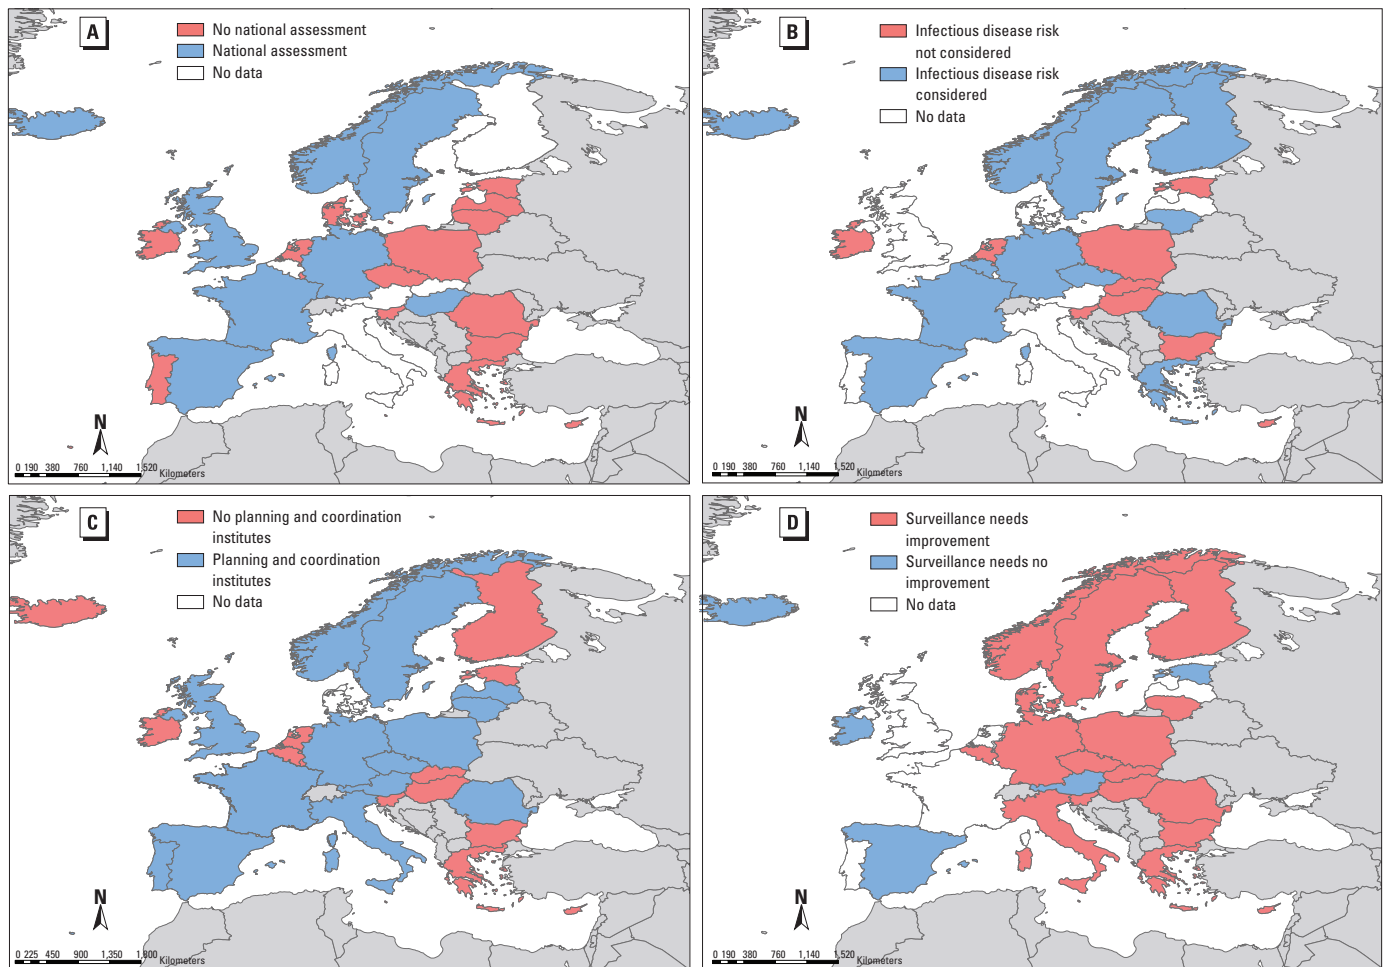 A
No national assessment
National assessment
No data
N
0 190 380 760 1,140 1,520
Kilometers
B
Infectious disease risk
not considered
Infectious disease risk
considered
No data
N
0 190 380 760 1,140 1,520
Kilometers
C
No planning and coordination
institutes
Planning and coordination
institutes
No data
N
0 225 450 900 1,350 1,800
Kilometers
D
Surveillance needs
improvement
Surveillance needs no
improvement
No data
N
0 190 380 760 1,140 1,520
Kilometers